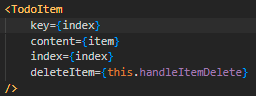 <TodoItem
key={index}
content={item}
index={index}
deleteItem={this.handleItemDelete}
/>